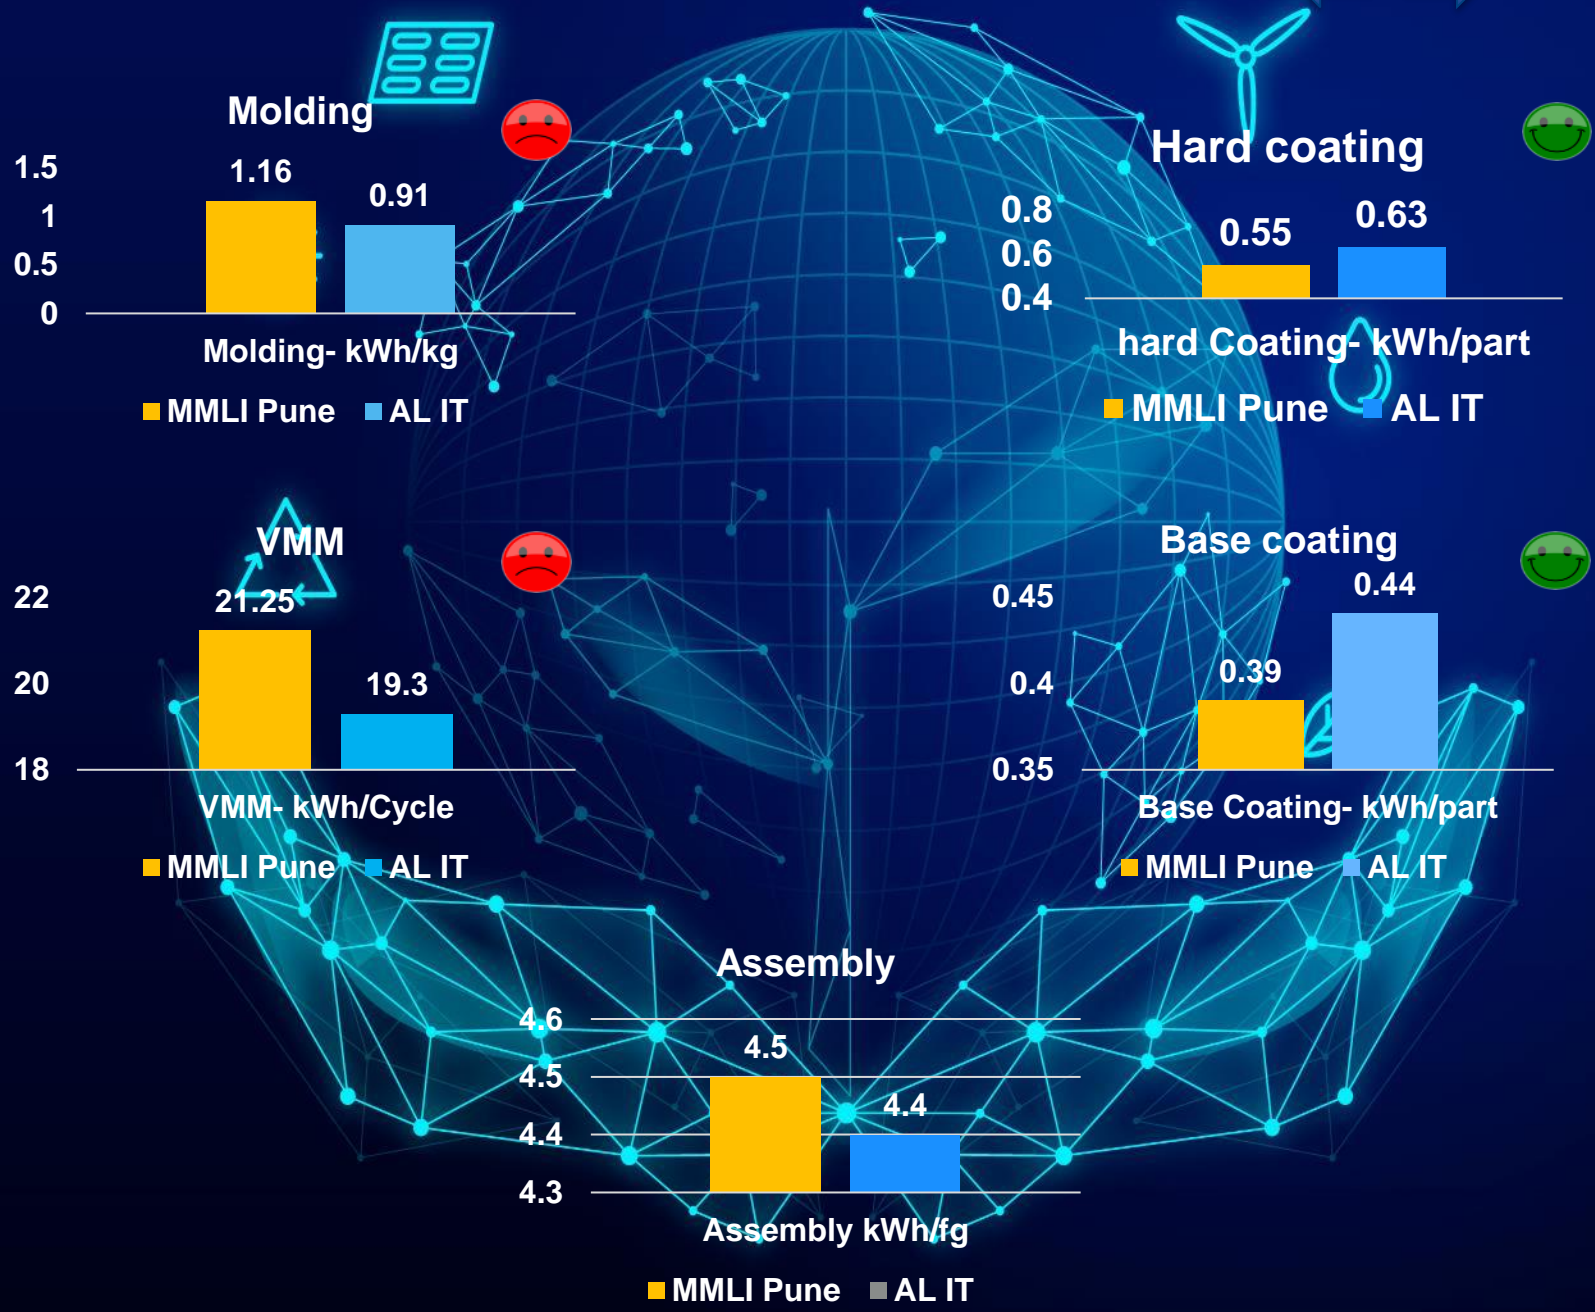 Molding
1.5
1
0.5
0
1.16
0.91
Molding- kWh/kg
MMLI Pune AL IT
Hard coating
0.8
0.6
0.4
0.55
0.63
hard Coating- kWh/part
MMLI Pune AL IT
VMM
22
20
18
21.25
19.3
VMM- kWh/Cycle
MMLI Pune AL IT
Base coating
0.45
0.4
0.35
0.39
0.44
Base Coating- kWh/part
MMLI Pune AL IT
Assembly
4.6
4.5
4.4
4.3
4.5
4.4
Assembly kWh/fg
MMLI Pune AL IT